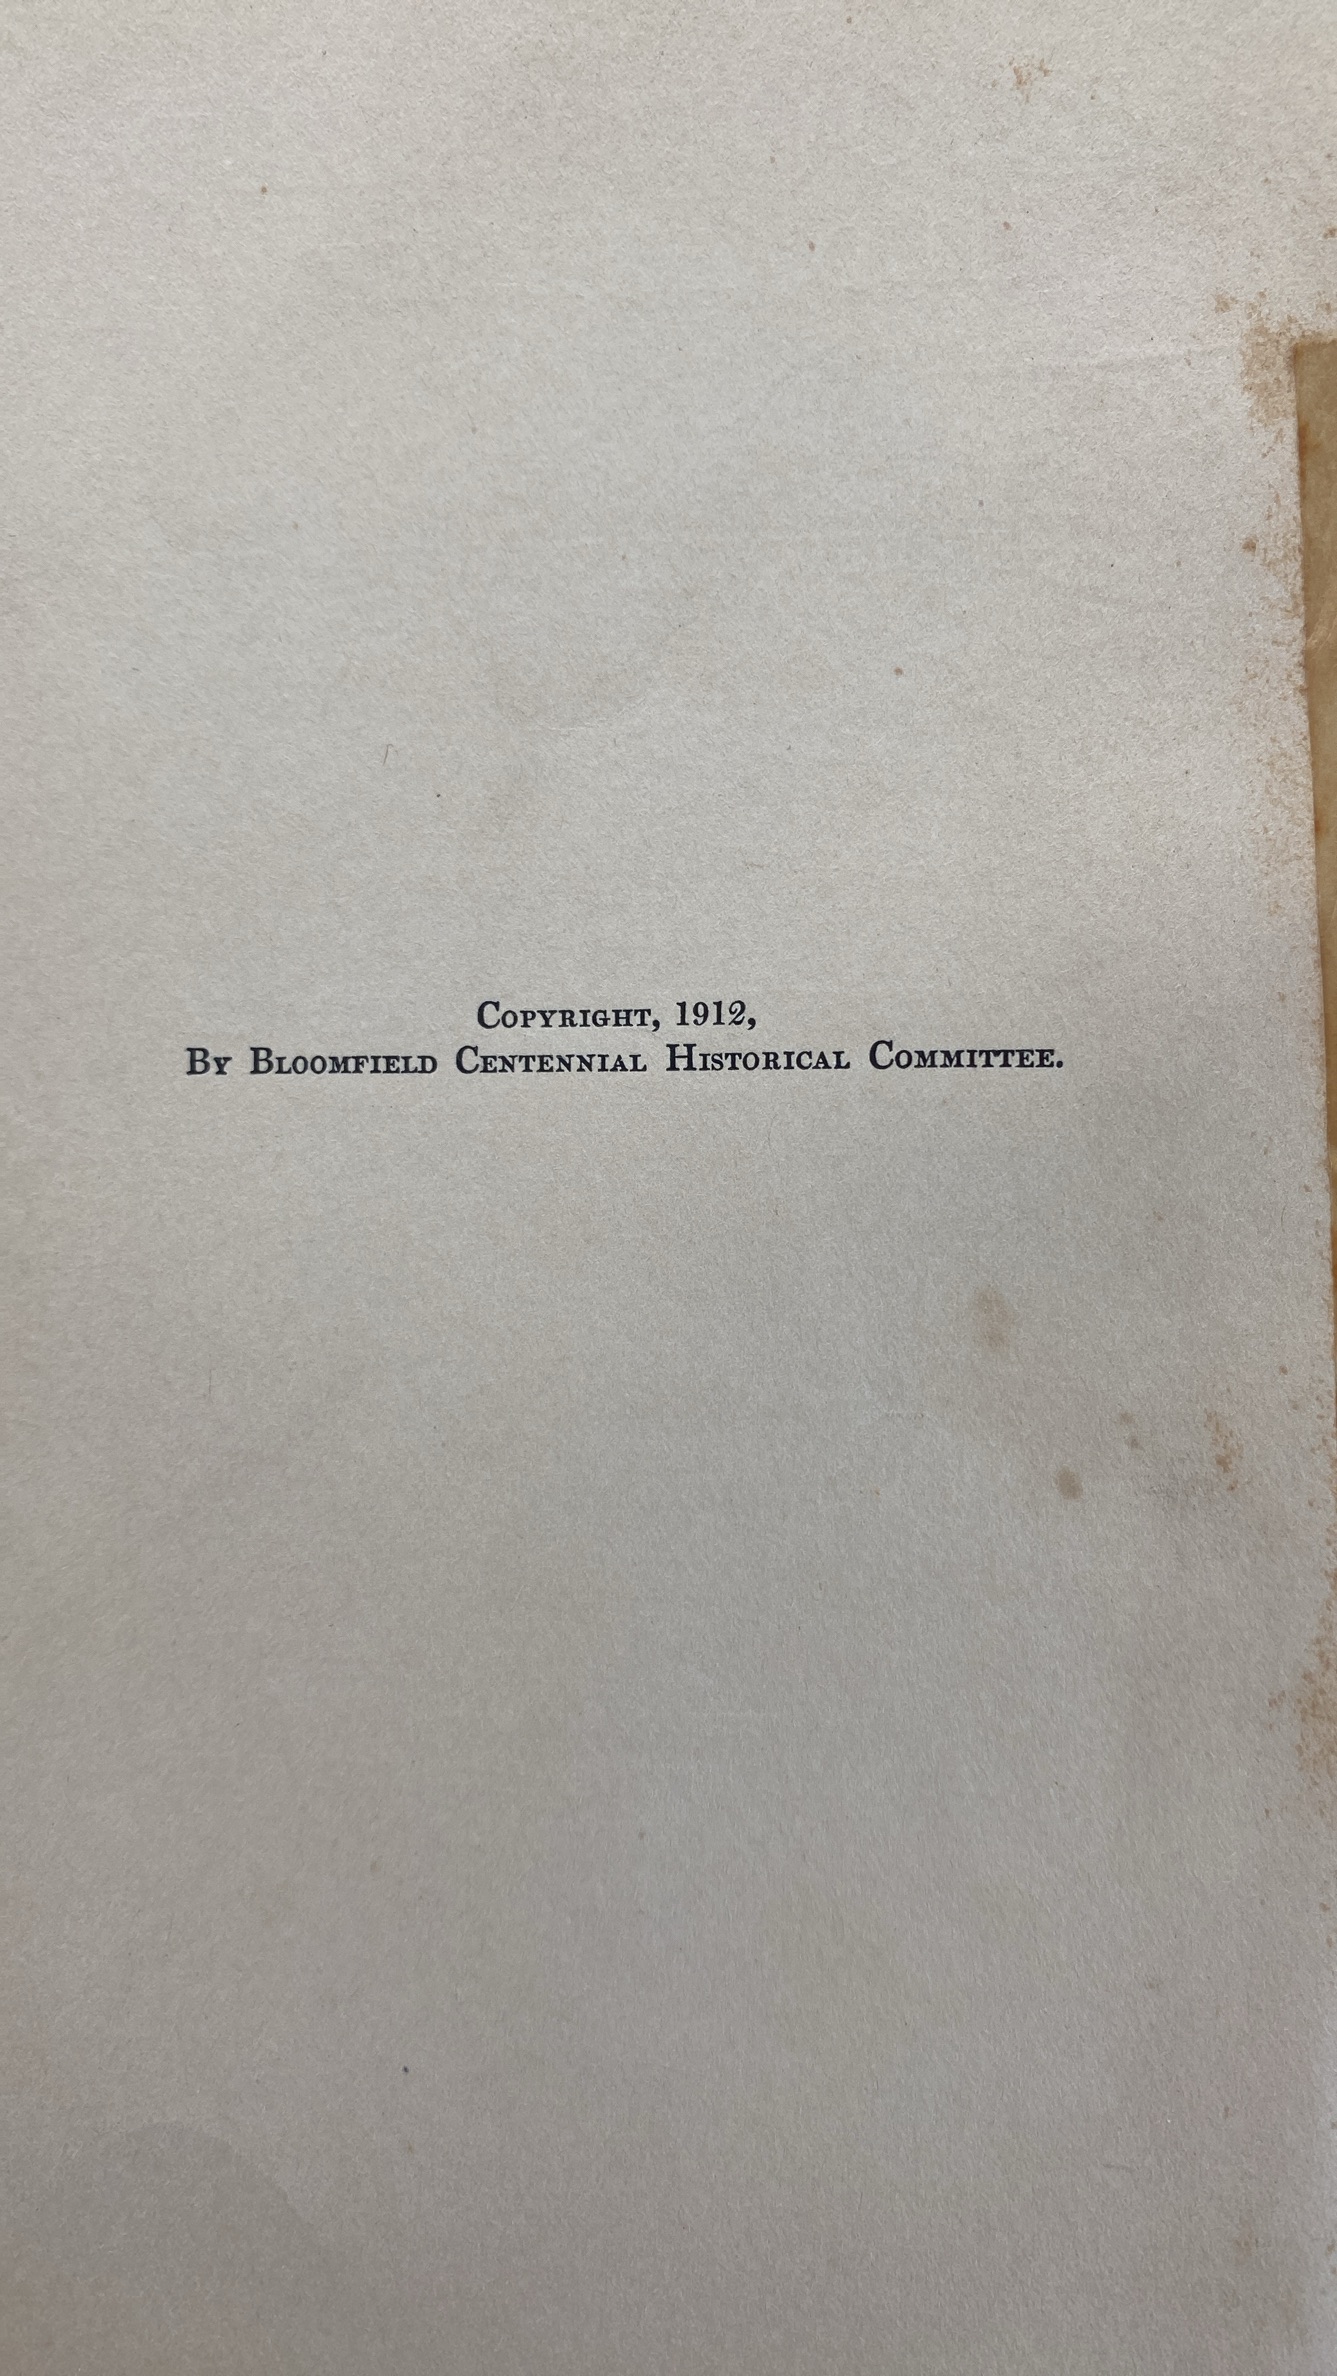 Copyright, 1912,
By Bloomfield Centennial Historical Committee.